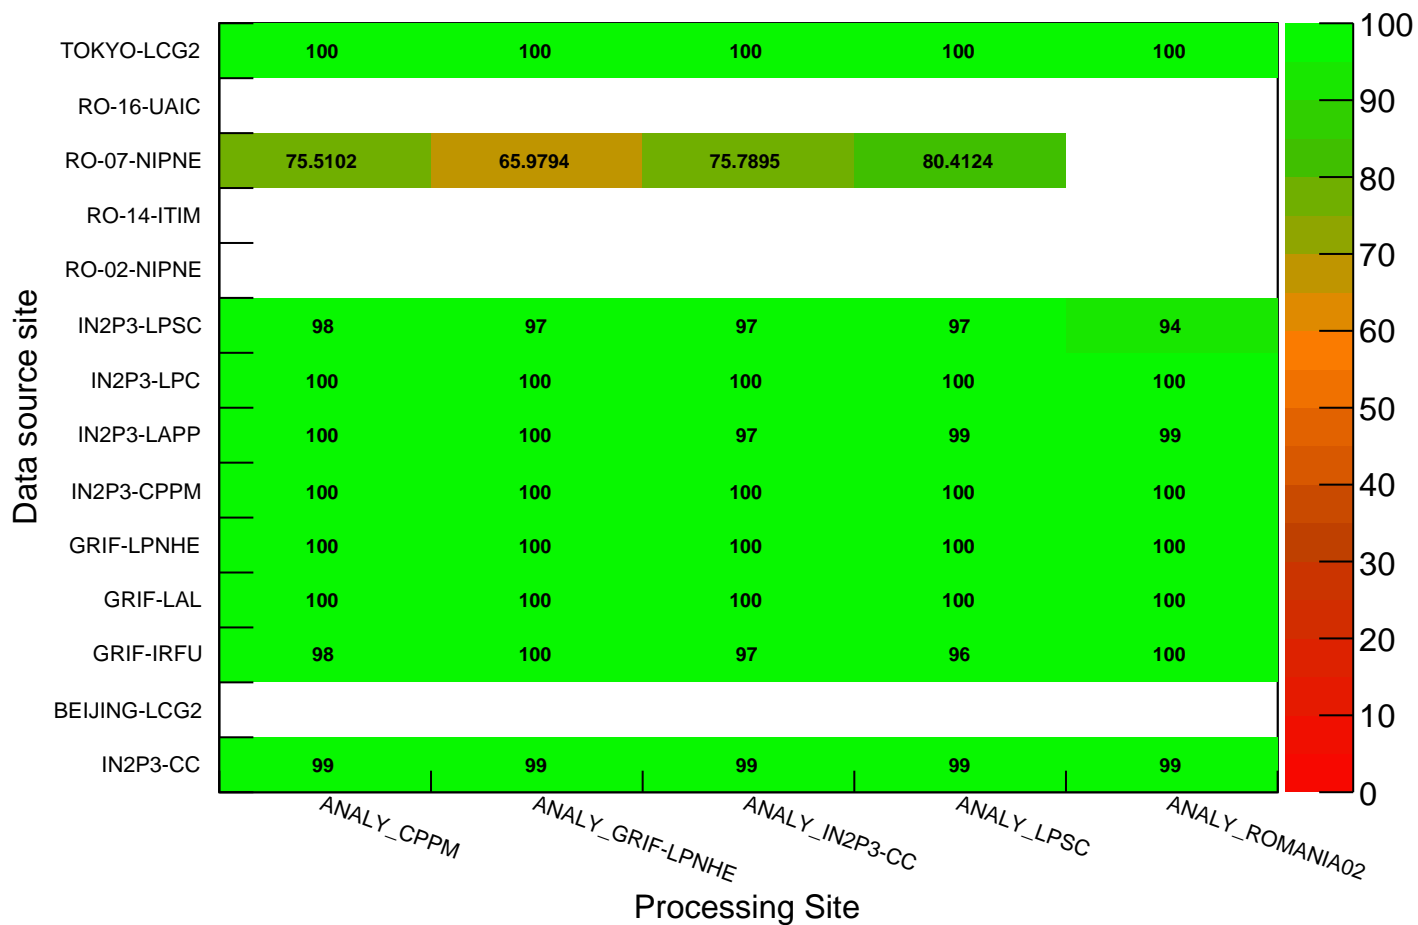 Data source site
TOKYO-LCG2 100 100 100 100 100
RO-16-UAIC
RO-07-NIPNE 75.5102 65.9794 75.7895 80.4124
RO-14-ITIM
RO-02-NIPNE
IN2P3-LPSC 98 97 97 97 94
IN2P3-LPC 100 100 100 100 100
IN2P3-LAPP 100 100 97 99 99
IN2P3-CPPM 100 100 100 100 100
GRIF-LPNHE 100 100 100 100 100
GRIF-LAL 100 100 100 100 100
GRIF-IRFU 98 100 97 96 100
BEIJING-LCG2
IN2P3-CC 99 99 99 99 99
ANALY_CPPM
ANALY_GRIF-LPNHE
ANALY_IN2P3-CC
ANALY_LPSC
ANALY_ROMANIA02
Processing Site
100
90
80
70
60
50
40
30
20
10
0